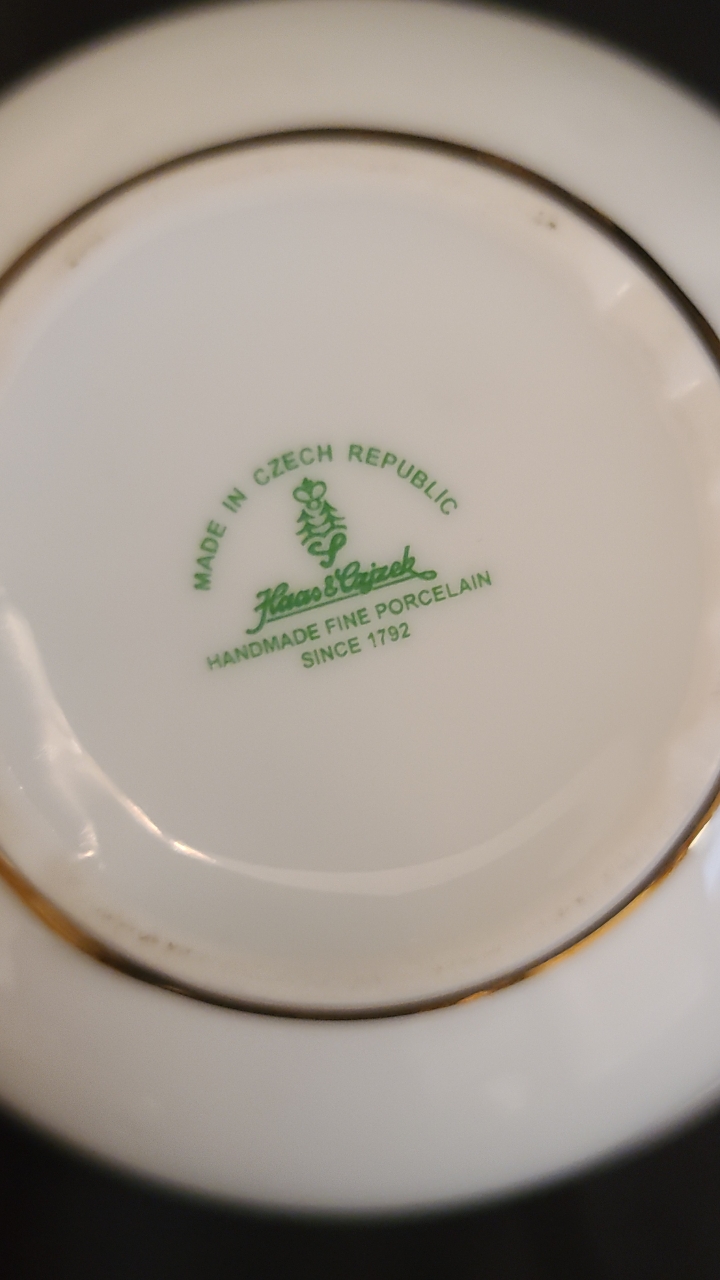 MADE IN CZECH REPUBLIC
Haas & Czjzek
HANDMADE FINE PORCELAIN
SINCE 1792